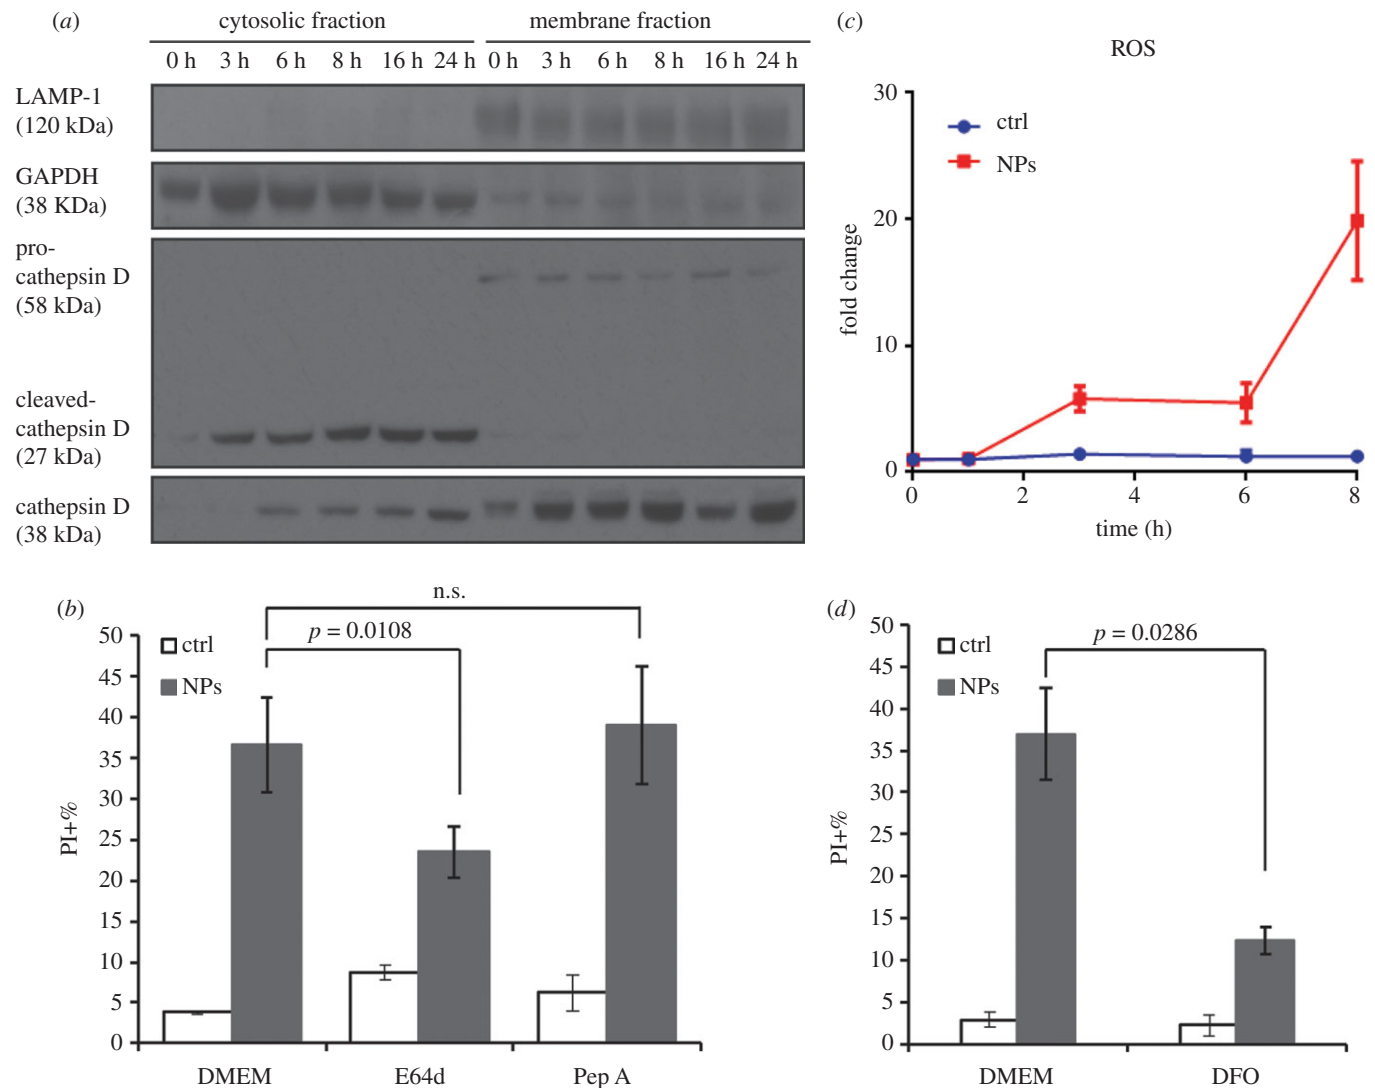 (a)
cytosolic fraction
membrane fraction
0 h 3 h 6 h 8 h 16 h 24 h 0 h 3 h 6 h 8 h 16 h 24 h
LAMP-1
(120 kDa)
GAPDH
(38 KDa)
pro-
cathepsin D
(58 kDa)
cleaved-
cathepsin D
(27 kDa)
cathepsin D
(38 kDa)
(c)
ROS
30
20
10
0
fold change
ctrl
NPs
0 2 4 6 8
time (h)
(b)
n.s.
p = 0.0108
ctrl
NPs
50
45
40
35
30
25
20
15
10
5
0
PI+%
DMEM E64d Pep A
(d)
p = 0.0286
ctrl
NPs
50
45
40
35
30
25
20
15
10
5
0
PI+%
DMEM DFO